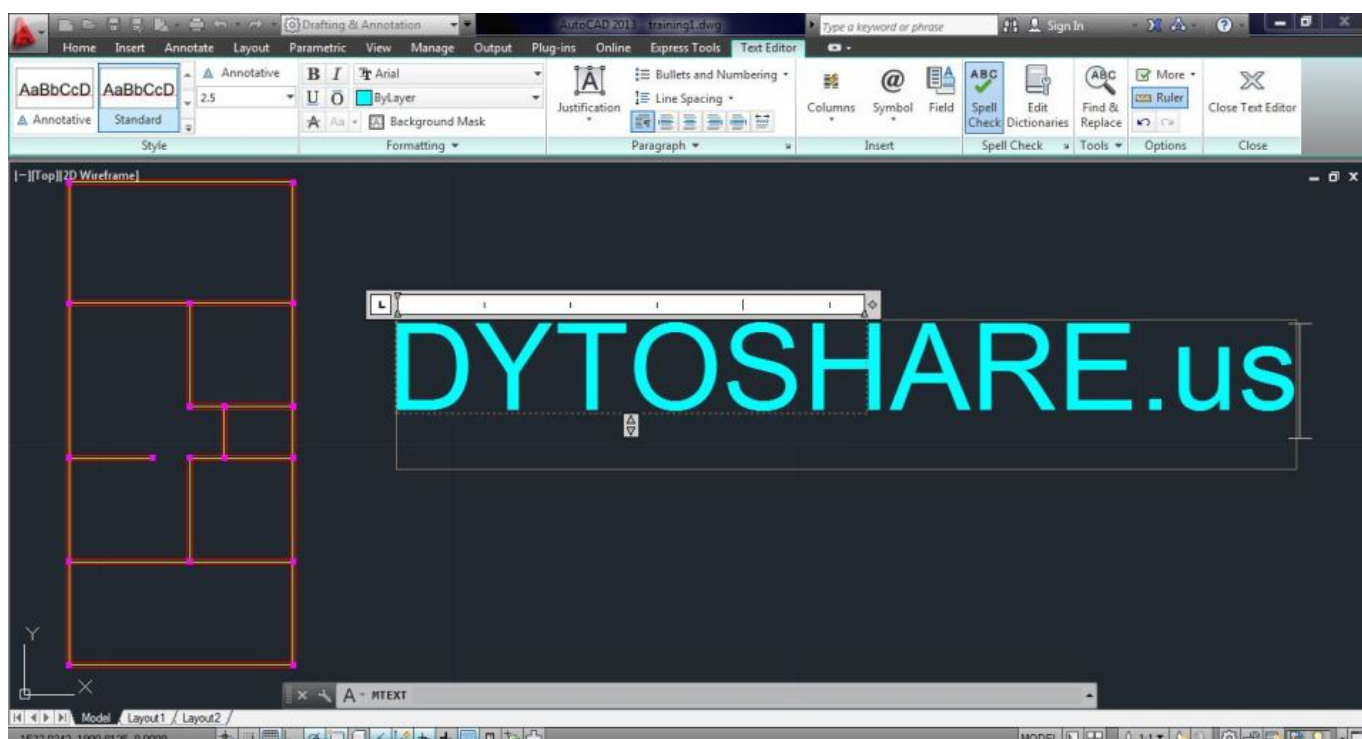 Drafting & Annotation
AutoCAD 2013 training1.dwg
Type a keyword or phrase
Sign In
Home Insert Annotate Layout Parametric View Manage Output Plug-ins Online Express Tools Text Editor
AaBbCcD AaBbCcD
Annotative Standard
Annotative
2.5
Style
B I Arial
U O ByLayer
A Aa Background Mask
Formatting
A
Justification
Bullets and Numbering
Line Spacing
Paragraph
Columns
@
Symbol
Field
Insert
ABC
Spell Check
Edit Dictionaries
Spell Check
ABC
Find & Replace
Tools
More
Ruler
Options
Close Text Editor
Close
[-][Top][2D Wireframe]
L
DYTOSHARE.us
Y
X
A - MTEXT
Model Layout1 Layout2
MODEL
1:1